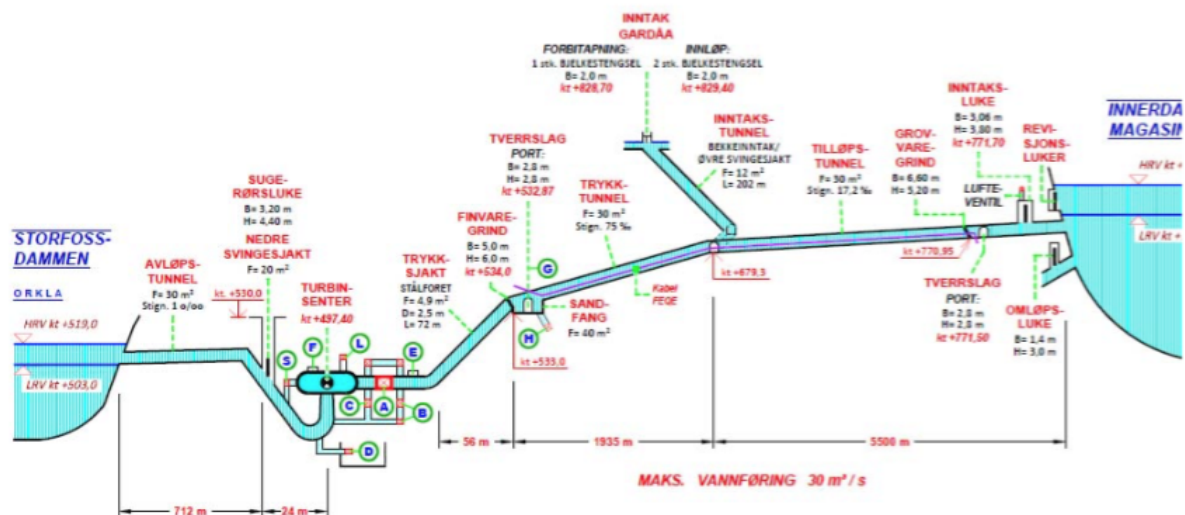 INNTAK
GARDÅA
FORBITAPNING:
1 stk. BJELKESTENGSEL
B= 2,0 m
kt +828,70
INNLØP:
2 stk. BJELKESTENGSEL
B= 2,0 m
kt +829,40
INNTAKS-
LUKE
B= 3,06 m
H= 3,80 m
kt +771,70
INNERDA
MAGASIN
REVI-
SJONS-
LUKER
HRV kt +
LRV kt +
GROV-
VARE-
GRIND
B= 6,60 m
H= 5,20 m
LUFTE-
VENTIL
TILLØPS-
TUNNEL
F= 30 m²
Stign. 17,2 ‰
INNTAKS-
TUNNEL
BEKKEINNTAK/
ØVRE SVINGESJAKT
F= 12 m²
L= 202 m
TVERRSLAG
PORT:
B= 2,8 m
H= 2,8 m
kt +532,87
TRYKK-
TUNNEL
F= 30 m²
Stign. 75 ‰
FINVARE-
GRIND
B= 5,0 m
H= 6,0 m
kt +534,0
SUGE-
RØRSLUKE
B= 3,20 m
H= 4,40 m
NEDRE
SVINGESJAKT
F= 20 m²
STORFOSS-
DAMMEN
ORKLA
HRV kt +519,0
LRV kt +503,0
AVLØPS-
TUNNEL
F= 30 m²
Stign. 1 o/oo
kt. +530,0
TURBIN-
SENTER
kt +497,40
TRYKK-
SJAKT
STÅLFORET
F= 4,9 m²
D= 2,5 m
L= 72 m
G
SAND-
FANG
F= 40 m²
H
kt +533,0
Kabel
FEQE
kt +679,3
kt +770,95
TVERRSLAG
PORT:
B= 2,8 m
H= 2,8 m
kt +771,50
OMLØPS-
LUKE
B= 1,4 m
H= 3,0 m
S
F
L
E
C
A
B
D
56 m
1935 m
5500 m
712 m
24 m
MAKS. VANNFØRING 30 m³ / s